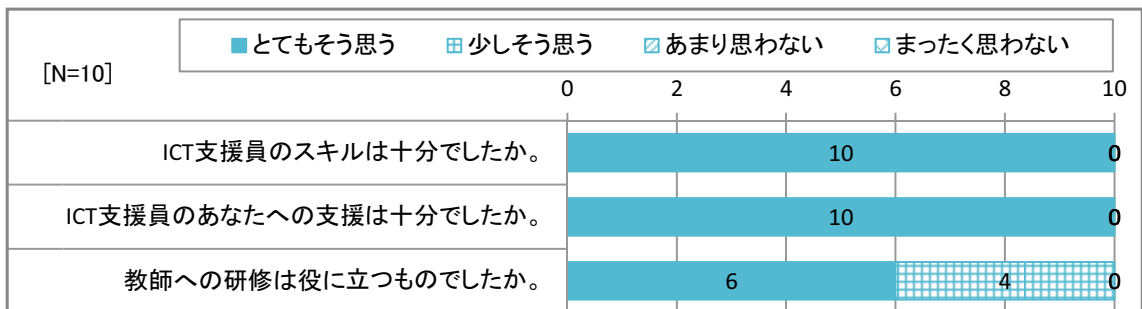 とてもそう思う 少しそう思う あまり思わない まったく思わない
[N=10]
0 2 4 6 8 10
ICT支援員のスキルは十分でしたか。 10 0
ICT支援員のあなたへの支援は十分でしたか。 10 0
教師への研修は役に立つものでしたか。 6 4 0